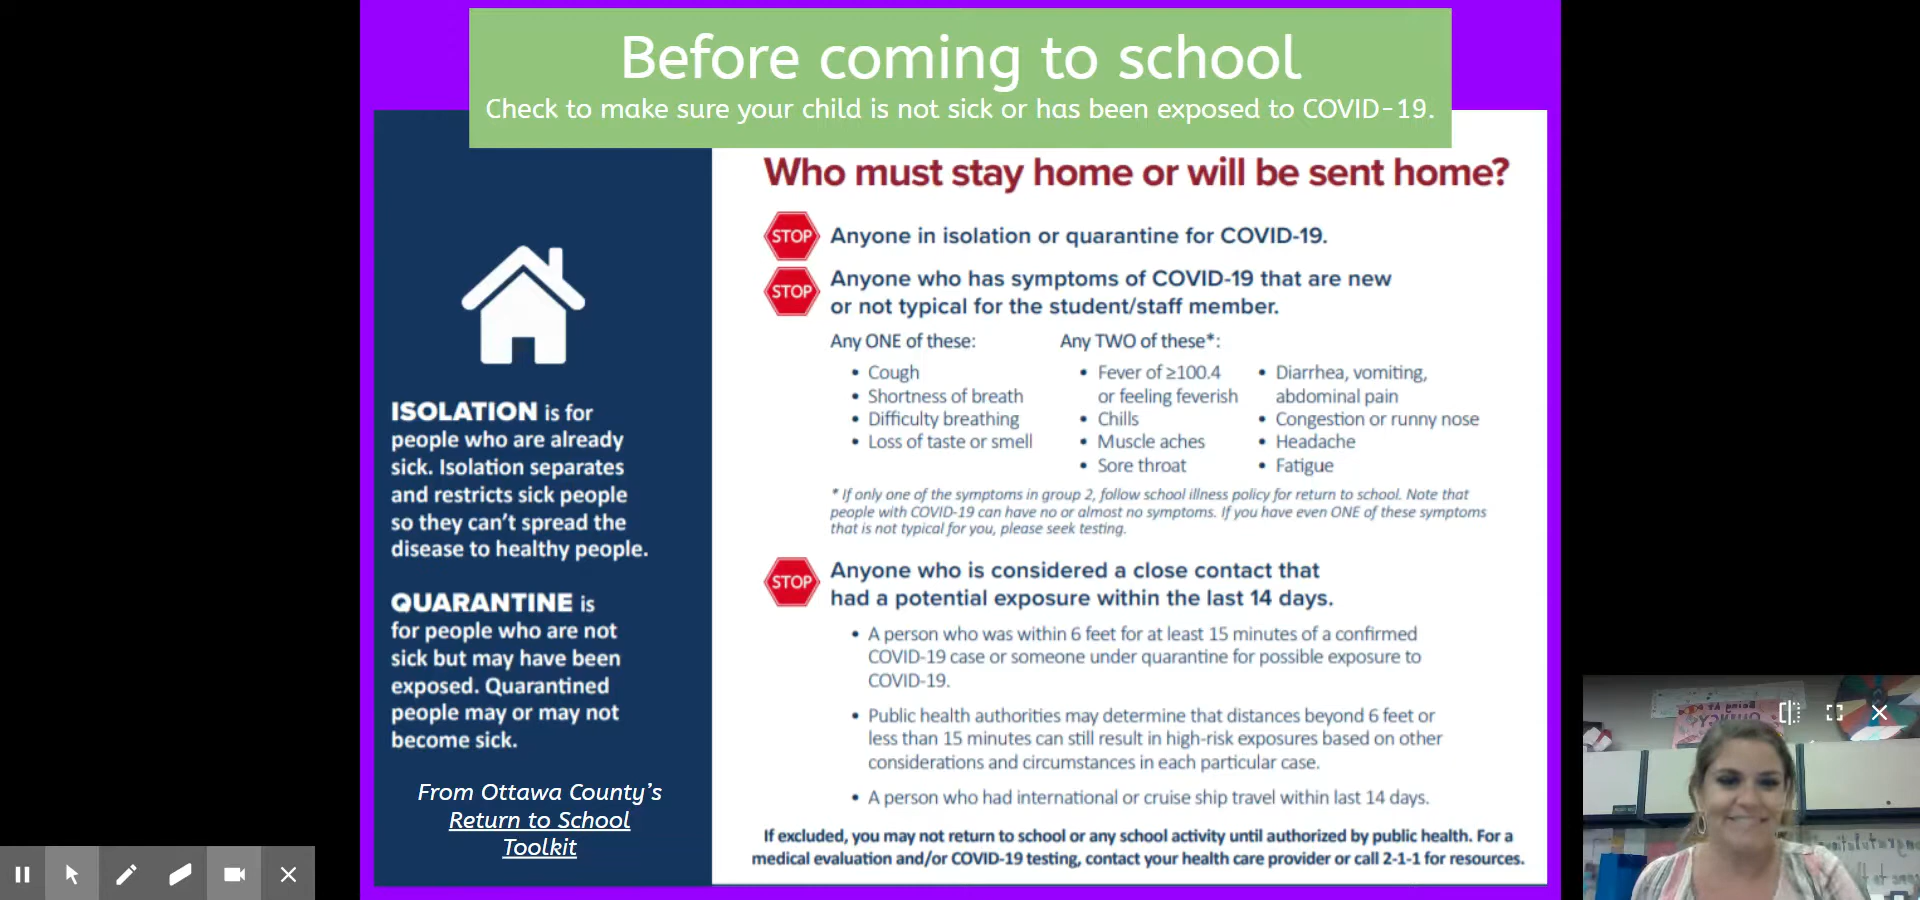 Before coming to school
Check to make sure your child is not sick or has been exposed to COVID-19.
ISOLATION is for
people who are already
sick. Isolation separates
and restricts sick people
so they can't spread the
disease to healthy people.
QUARANTINE is
for people who are not
sick but may have been
exposed. Quarantined
people may or may not
become sick.
From Ottawa County's
Return to School
Toolkit
Who must stay home or will be sent home?
STOP Anyone in isolation or quarantine for COVID-19.
STOP Anyone who has symptoms of COVID-19 that are new
or not typical for the student/staff member.
Any ONE of these:
• Cough
• Shortness of breath
• Difficulty breathing
• Loss of taste or smell
Any TWO of these*:
• Fever of ≥100.4
or feeling feverish
• Chills
• Muscle aches
• Sore throat
• Diarrhea, vomiting,
abdominal pain
• Congestion or runny nose
• Headache
• Fatigue
* If only one of the symptoms in group 2, follow school illness policy for return to school. Note that
people with COVID-19 can have no or almost no symptoms. If you have even ONE of these symptoms
that is not typical for you, please seek testing.
STOP Anyone who is considered a close contact that
had a potential exposure within the last 14 days.
• A person who was within 6 feet for at least 15 minutes of a confirmed
COVID-19 case or someone under quarantine for possible exposure to
COVID-19.
• Public health authorities may determine that distances beyond 6 feet or
less than 15 minutes can still result in high-risk exposures based on other
considerations and circumstances in each particular case.
• A person who had international or cruise ship travel within last 14 days.
If excluded, you may not return to school or any school activity until authorized by public health. For a
medical evaluation and/or COVID-19 testing, contact your health care provider or call 2-1-1 for resources.